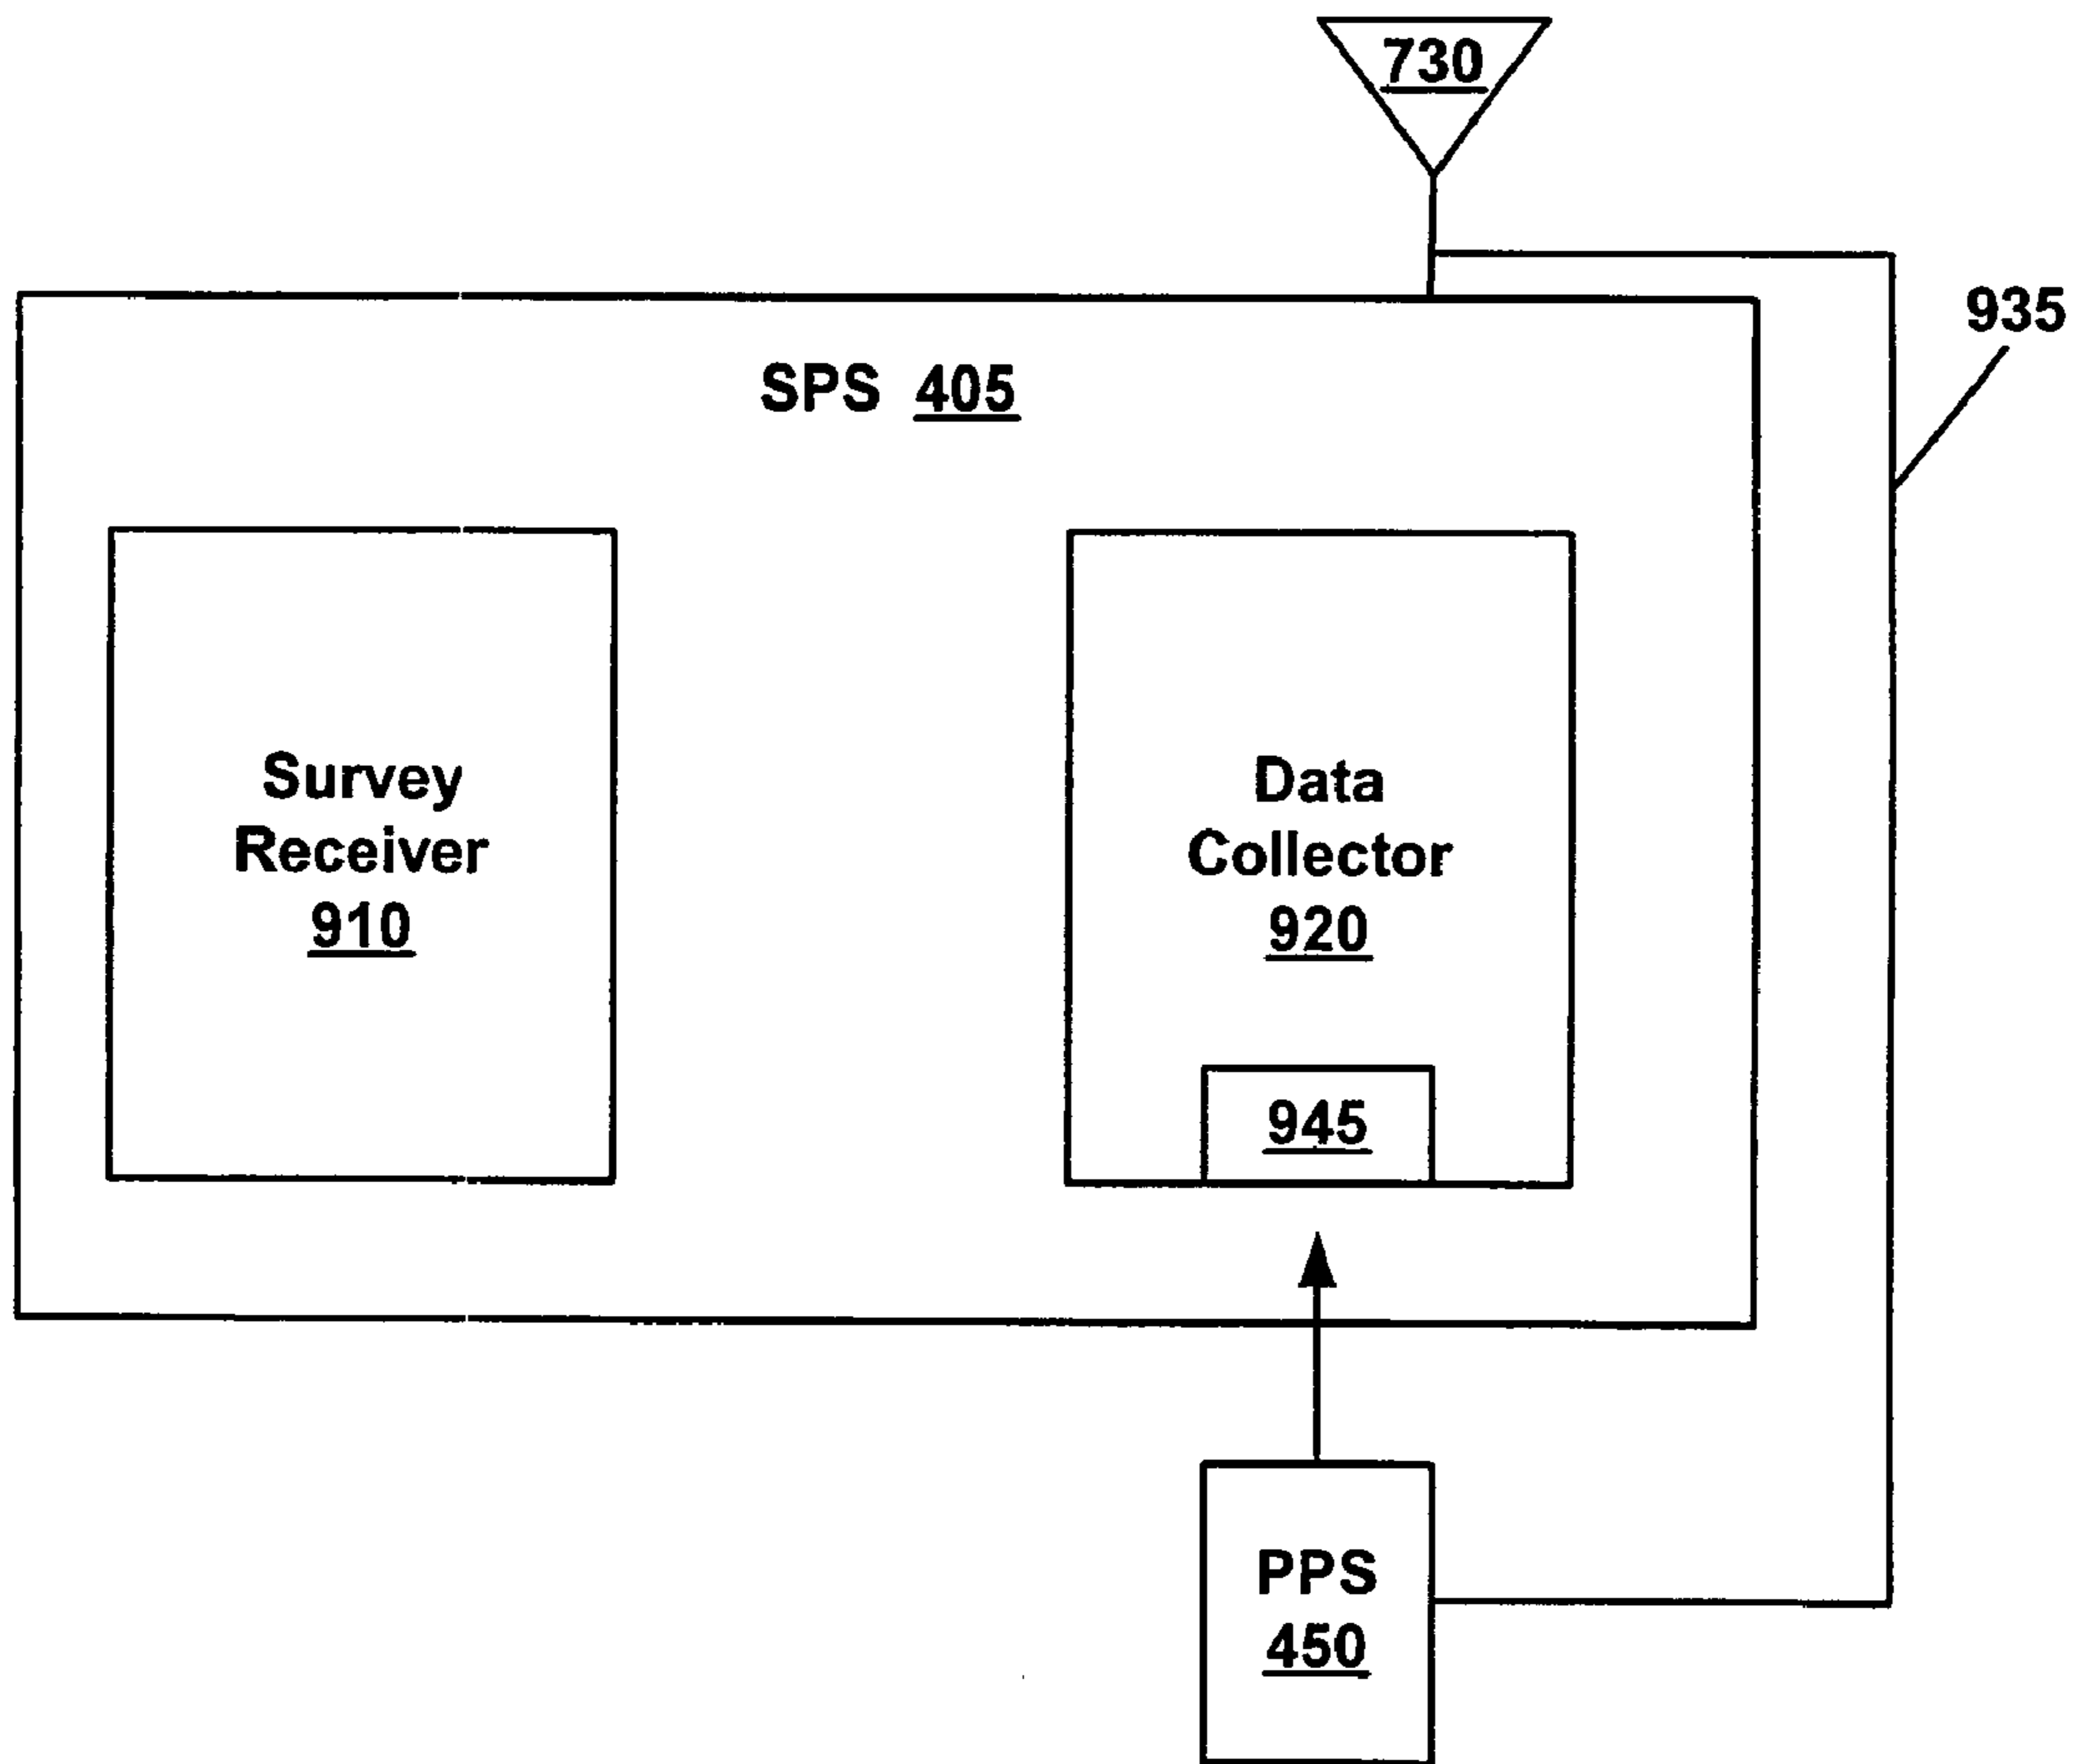 730
935
SPS 405
Survey
Receiver
910
Data
Collector
920
945
PPS
450